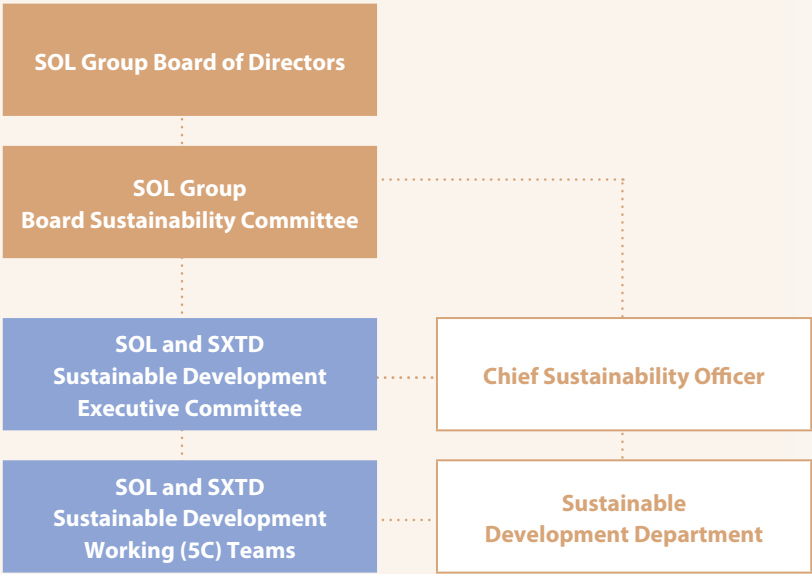 SOL Group Board of Directors
SOL Group
Board Sustainability Committee
SOL and SXTD
Sustainable Development
Executive Committee
Chief Sustainability Officer
SOL and SXTD
Sustainable Development
Working (5C) Teams
Sustainable
Development Department